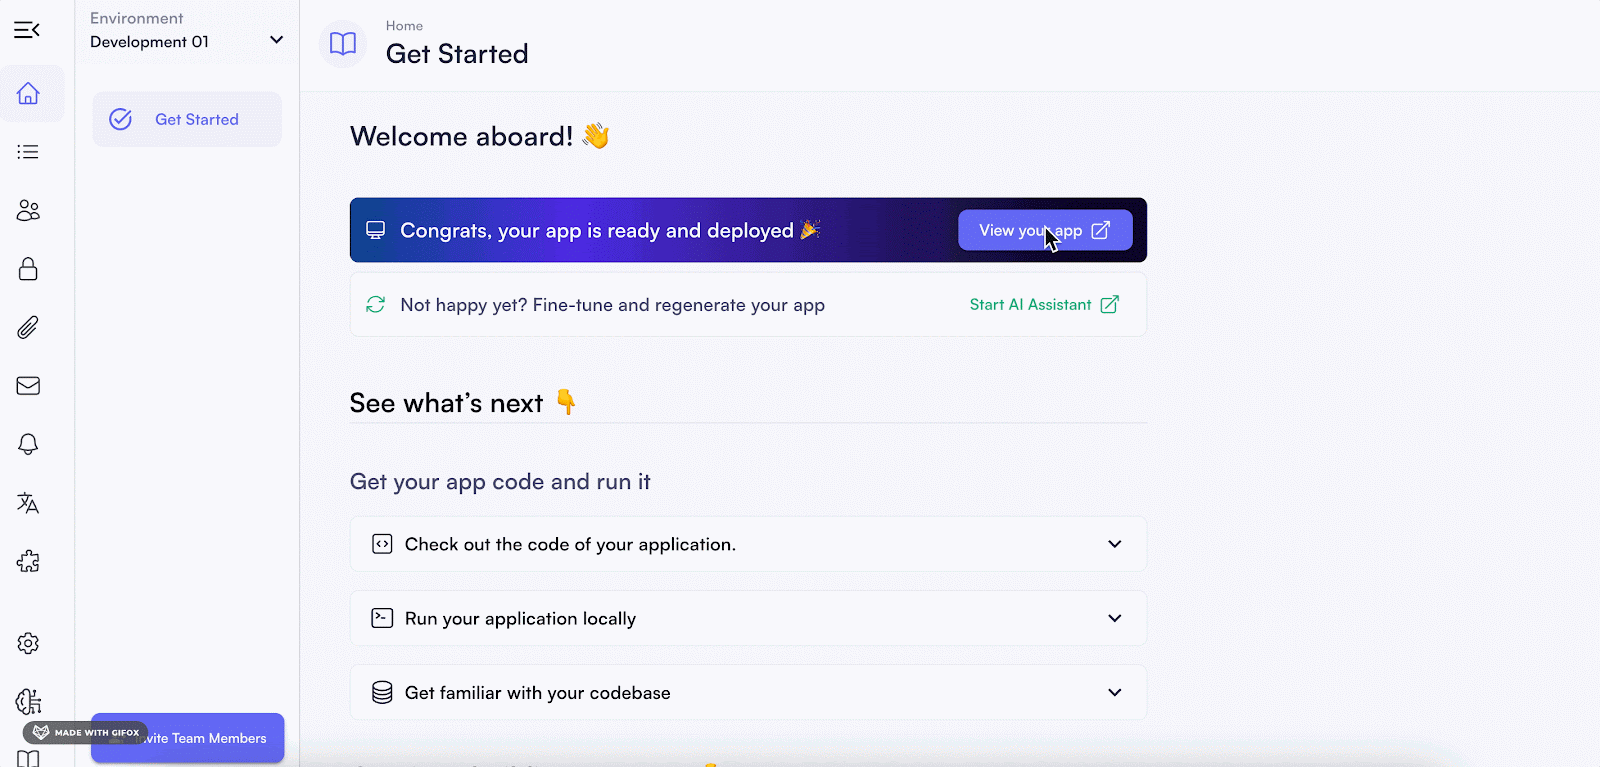 Environment
Development 01
Get Started
Home
Get Started
Welcome aboard! 👋
Congrats, your app is ready and deployed 🎉
View your app
Not happy yet? Fine-tune and regenerate your app
Start AI Assistant
See what’s next 👇
Get your app code and run it
Check out the code of your application.
Run your application locally
Get familiar with your codebase
MADE WITH GIFOX
Team Members